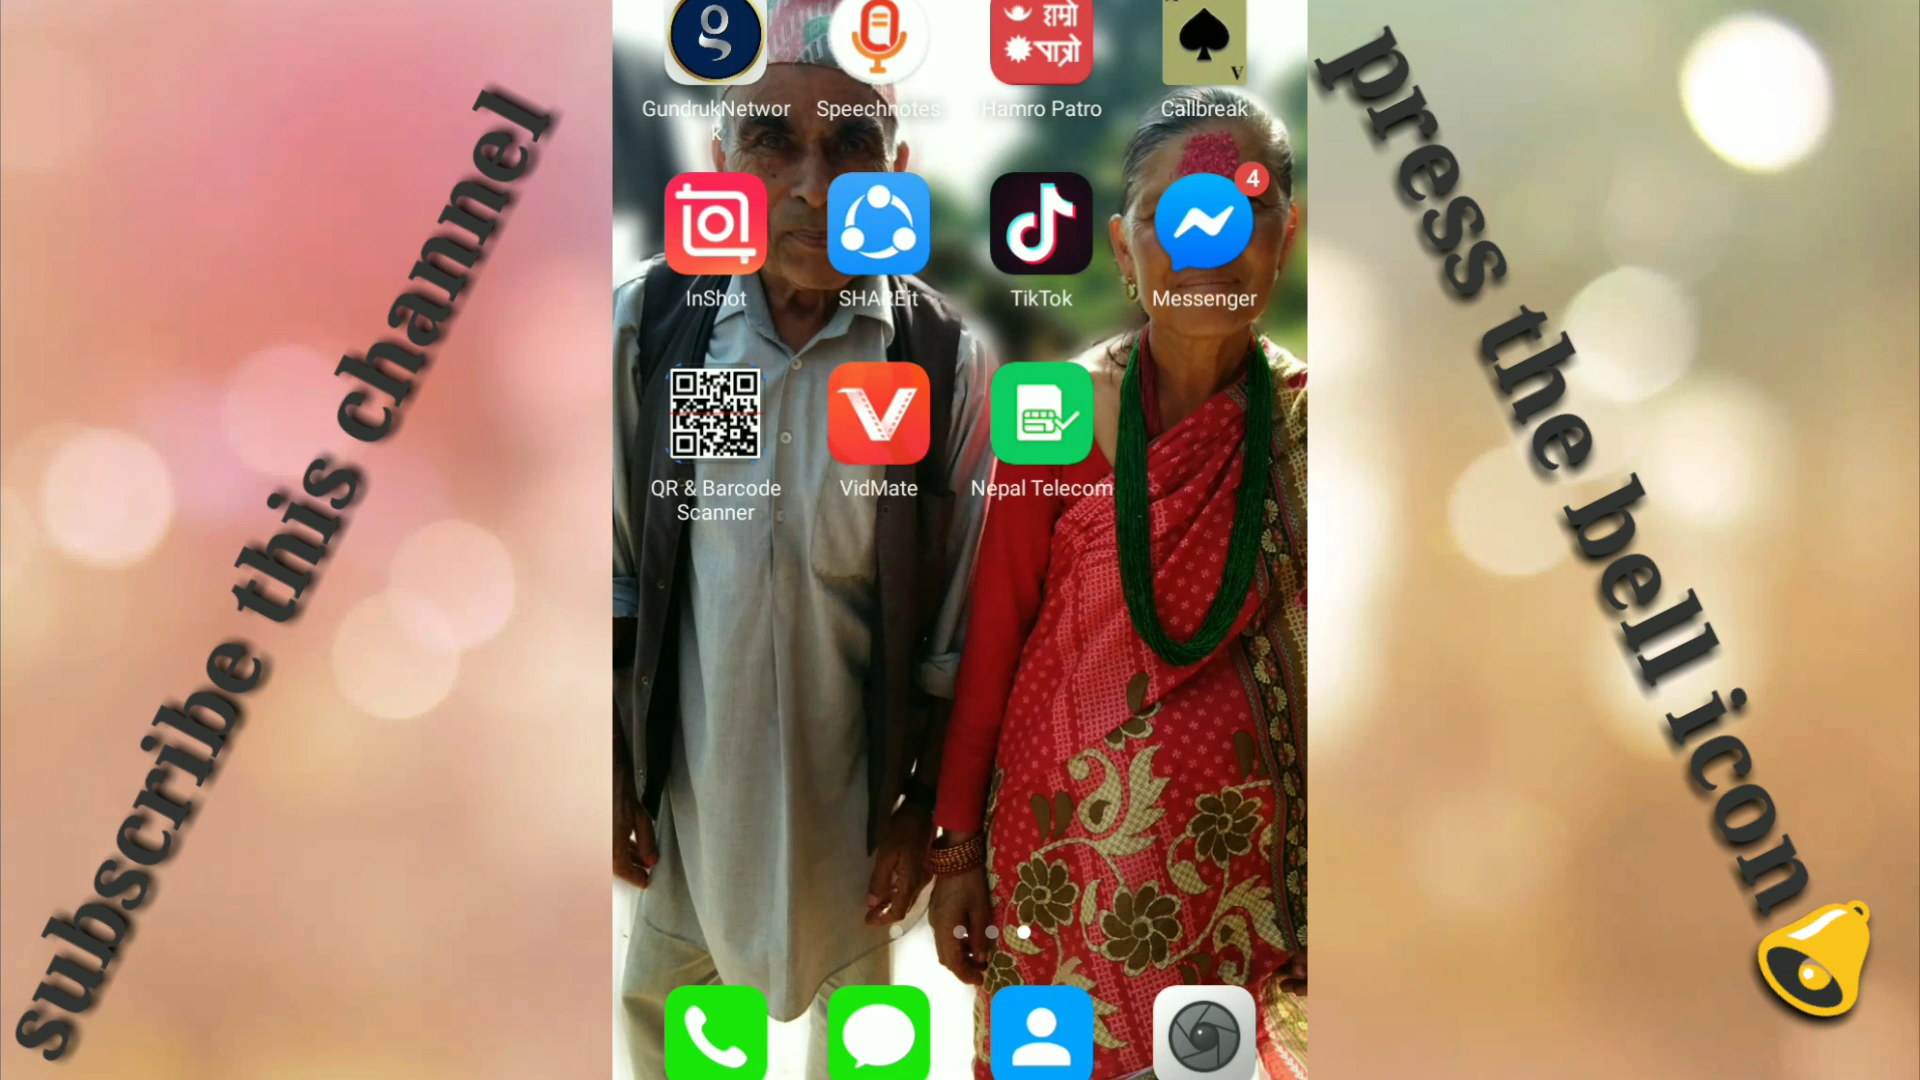 subscribe this channel
press the bell icon
g
हाम्रो
पात्रो
V
GundrukNetwor
k
Speechnotes
Hamro Patro
Callbreak
4
InShot
SHAREit
TikTok
Messenger
QR & Barcode
Scanner
VidMate
Nepal Telecom